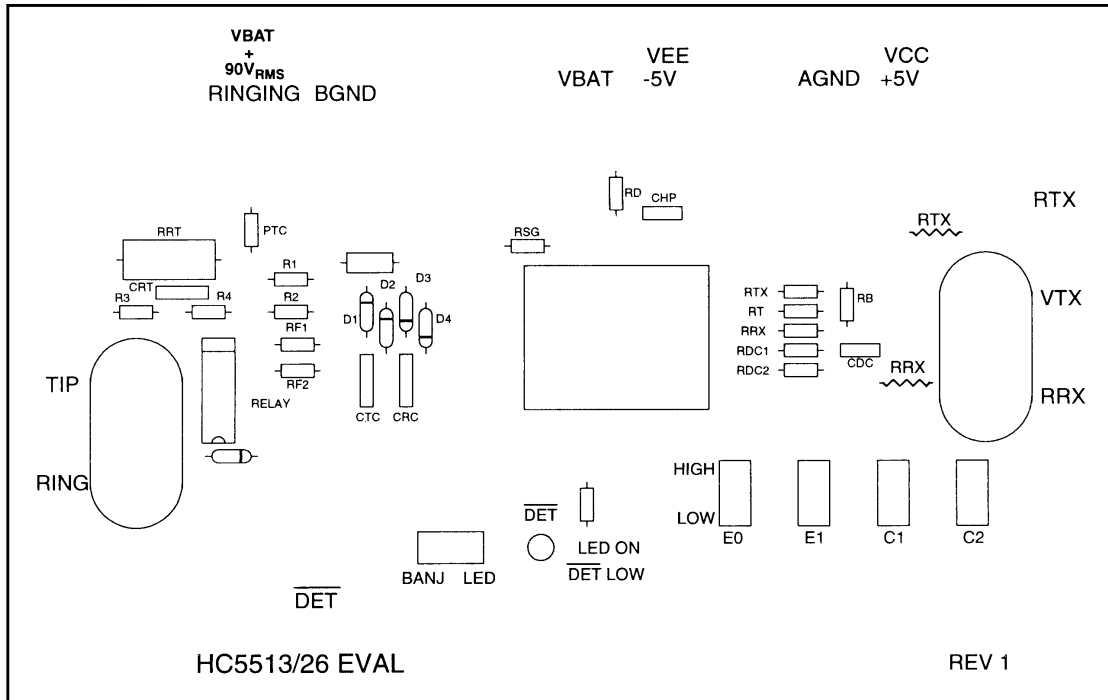 VBAT
+
90VRMS
RINGING BGND
VBAT
VEE
-5V
AGND
VCC
+5V
RD
CHP
RTX
RTX
PTC
RRT
RSG
CRT
R3
R4
R1
R2
RF1
RF2
D1
D2
D3
D4
RTX
RT
RRX
RDC1
RDC2
RB
CDC
VTX
RRX
RRX
TIP
RING
RELAY
CTC
CRC
HIGH
LOW
E0
E1
C1
C2
DET
LED ON
DET LOW
BANJ LED
DET
HC5513/26 EVAL
REV 1